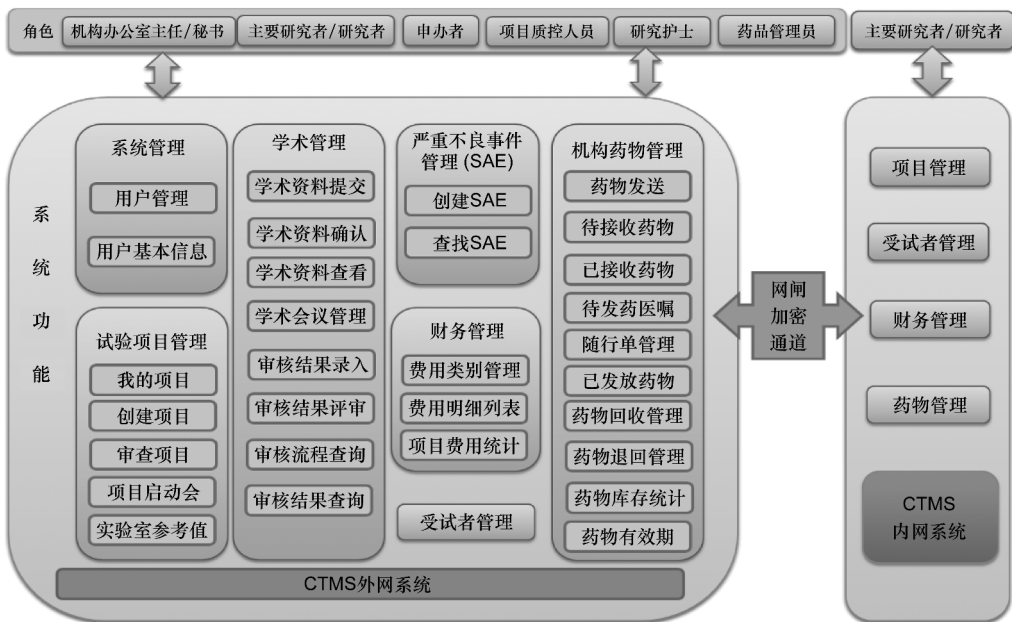 角色
机构办公室主任/秘书
主要研究者/研究者
申办者
项目质控人员
研究护士
药品管理员
主要研究者/研究者
系统功能
系统管理
用户管理
用户基本信息
试验项目管理
我的项目
创建项目
审查项目
项目启动会
实验室参考值
学术管理
学术资料提交
学术资料确认
学术资料查看
学术会议管理
审核结果录入
审核结果评审
审核流程查询
审核结果查询
严重不良事件
管理 (SAE)
创建SAE
查找SAE
财务管理
费用类别管理
费用明细列表
项目费用统计
受试者管理
机构药物管理
药物发送
待接收药物
已接收药物
待发药医嘱
随行单管理
已发放药物
药物回收管理
药物退回管理
药物库存统计
药物有效期
CTMS外网系统
网闸
加密
通道
项目管理
受试者管理
财务管理
药物管理
CTMS
内网系统